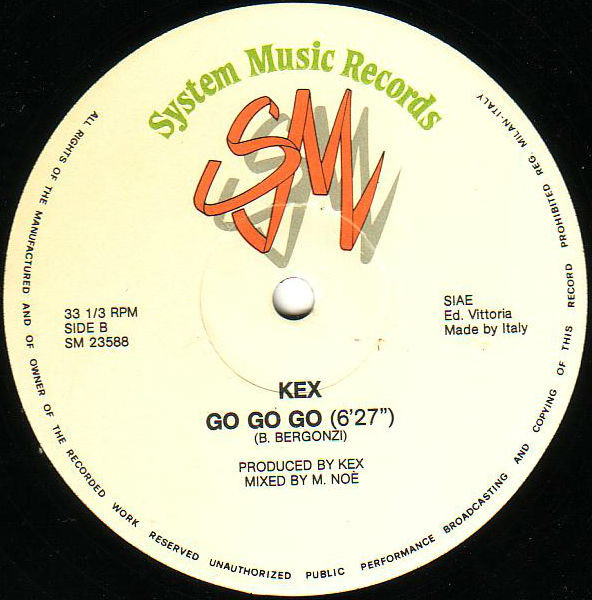 System Music Records
SM
33 1/3 RPM
SIDE B
SM 23588
SIAE
Ed. Vittoria
Made by Italy
KEX
GO GO GO (6'27")
(B. BERGONZI)
PRODUCED BY KEX
MIXED BY M. NOÈ
ALL RIGHTS OF THE MANUFACTURED AND OF OWNER OF THE RECORDED WORK RESERVED UNAUTHORIZED PUBLIC PERFORMANCE BROADCASTING AND COPYING OF THIS RECORD PROHIBITED REG. MILAN-ITALY